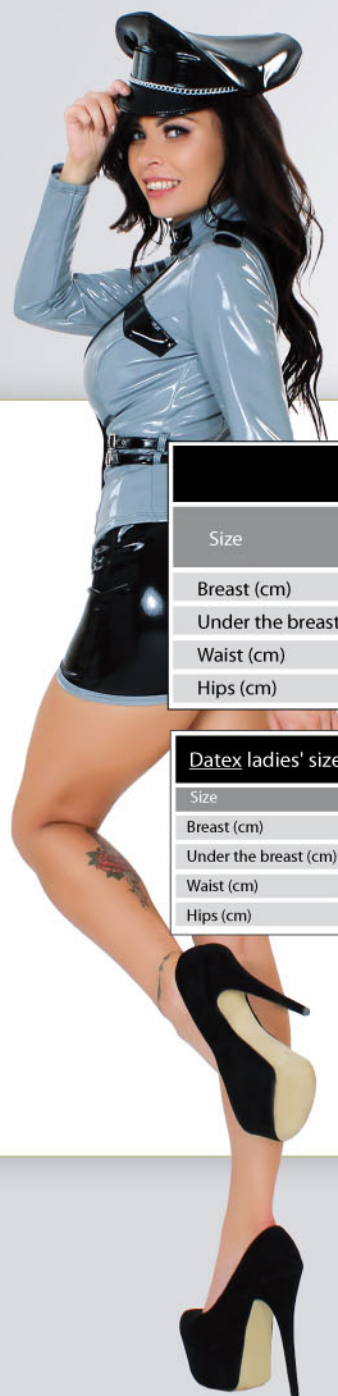 Size
Breast (cm)
Under the breast
Waist (cm)
Hips (cm)
Datex ladies' size
Size
Breast (cm)
Under the breast (cm)
Waist (cm)
Hips (cm)